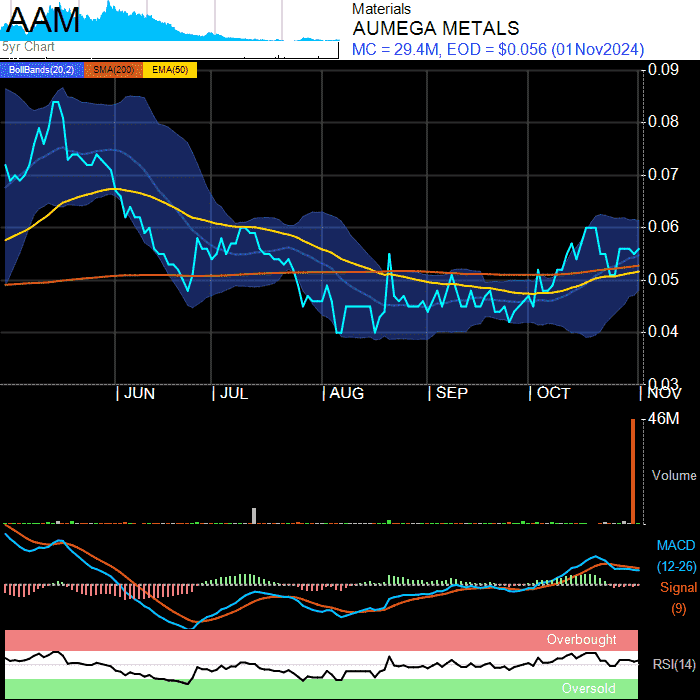 AAM
5yr Chart
Materials
AUMEGA METALS
MC = 29.4M, EOD = $0.056 (01Nov2024)
BollBands(20,2) SMA(200) EMA(50)
0.09
0.08
0.07
0.06
0.05
0.04
0.03
JUN JUL AUG SEP OCT NOV
46M
Volume
MACD
(12-26)
Signal
(9)
Overbought
RSI(14)
Oversold